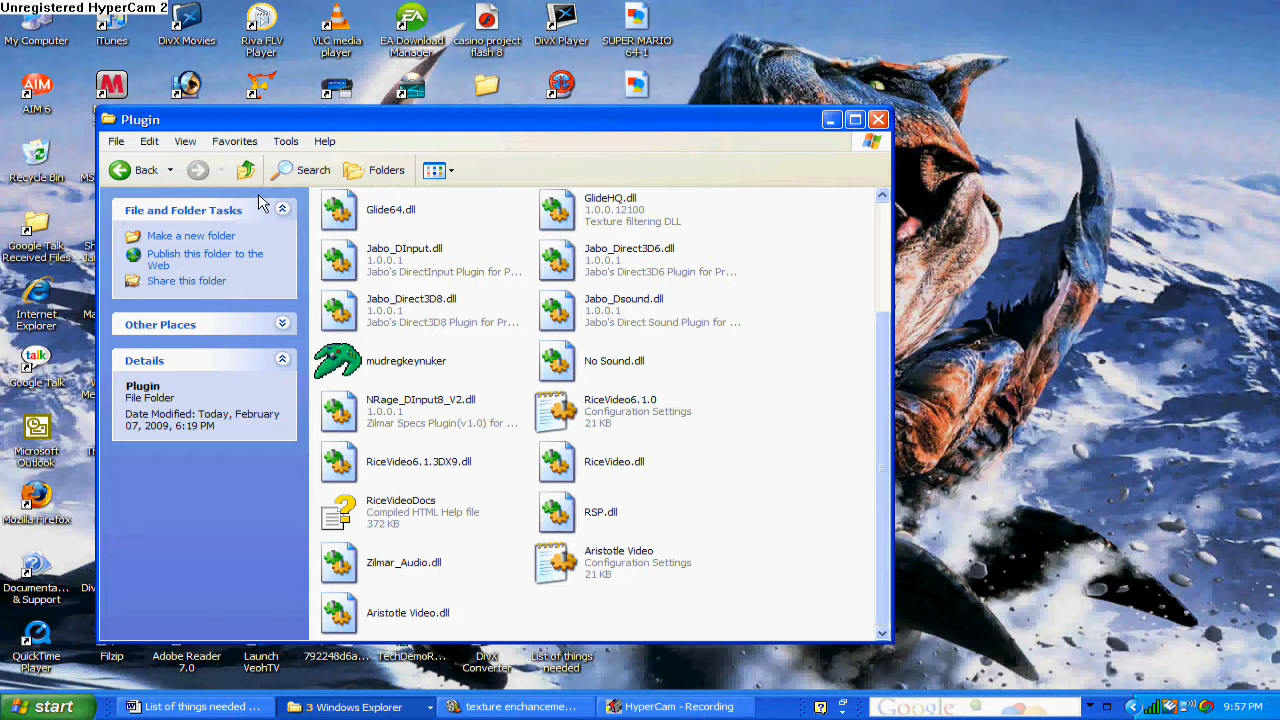 Unregistered HyperCam 2
My Computer
iTunes
DivX Movies
Riva FLV
Player
VLC media
player
EA Download
Manager
casino project
flash 8
DivX Player
SUPER MARIO
64-1
AIM 6
Recycle Bin
Google Talk
Received Files
Internet
Explorer
Google Talk
Microsoft
Outlook
Mozilla Firefox
Documenta...
& Support
QuickTime
Player
Filzip
Adobe Reader
7.0
Launch
VeohTV
792248d6a...
TechDemoR...
DivX
Converter
List of things
needed
Plugin
File Edit View Favorites Tools Help
Back Search Folders
File and Folder Tasks
Make a new folder
Publish this folder to the
Web
Share this folder
Other Places
Details
Plugin
File Folder
Date Modified: Today, February
07, 2009, 6:19 PM
Glide64.dll
GlideHQ.dll
1.0.0.12100
Texture filtering DLL
Jabo_DInput.dll
1.0.0.1
Jabo's DirectInput Plugin for P...
Jabo_Direct3D6.dll
1.0.0.1
Jabo's Direct3D6 Plugin for Pr...
Jabo_Direct3D8.dll
1.0.0.1
Jabo's Direct3D8 Plugin for Pr...
Jabo_Dsound.dll
1.0.0.1
Jabo's Direct Sound Plugin for ...
mudregkeynuker
No Sound.dll
NRage_DInput8_V2.dll
1.0.0.1
Zilmar Specs Plugin(v1.0) for ...
RiceVideo6.1.0
Configuration Settings
21 KB
RiceVideo6.1.3DX9.dll
RiceVideo.dll
RiceVideoDocs
Compiled HTML Help file
372 KB
RSP.dll
Zilmar_Audio.dll
Aristotle Video
Configuration Settings
21 KB
Aristotle Video.dll
start
List of things needed ...
3 Windows Explorer
texture enchanceme...
HyperCam - Recording
Google
9:57 PM